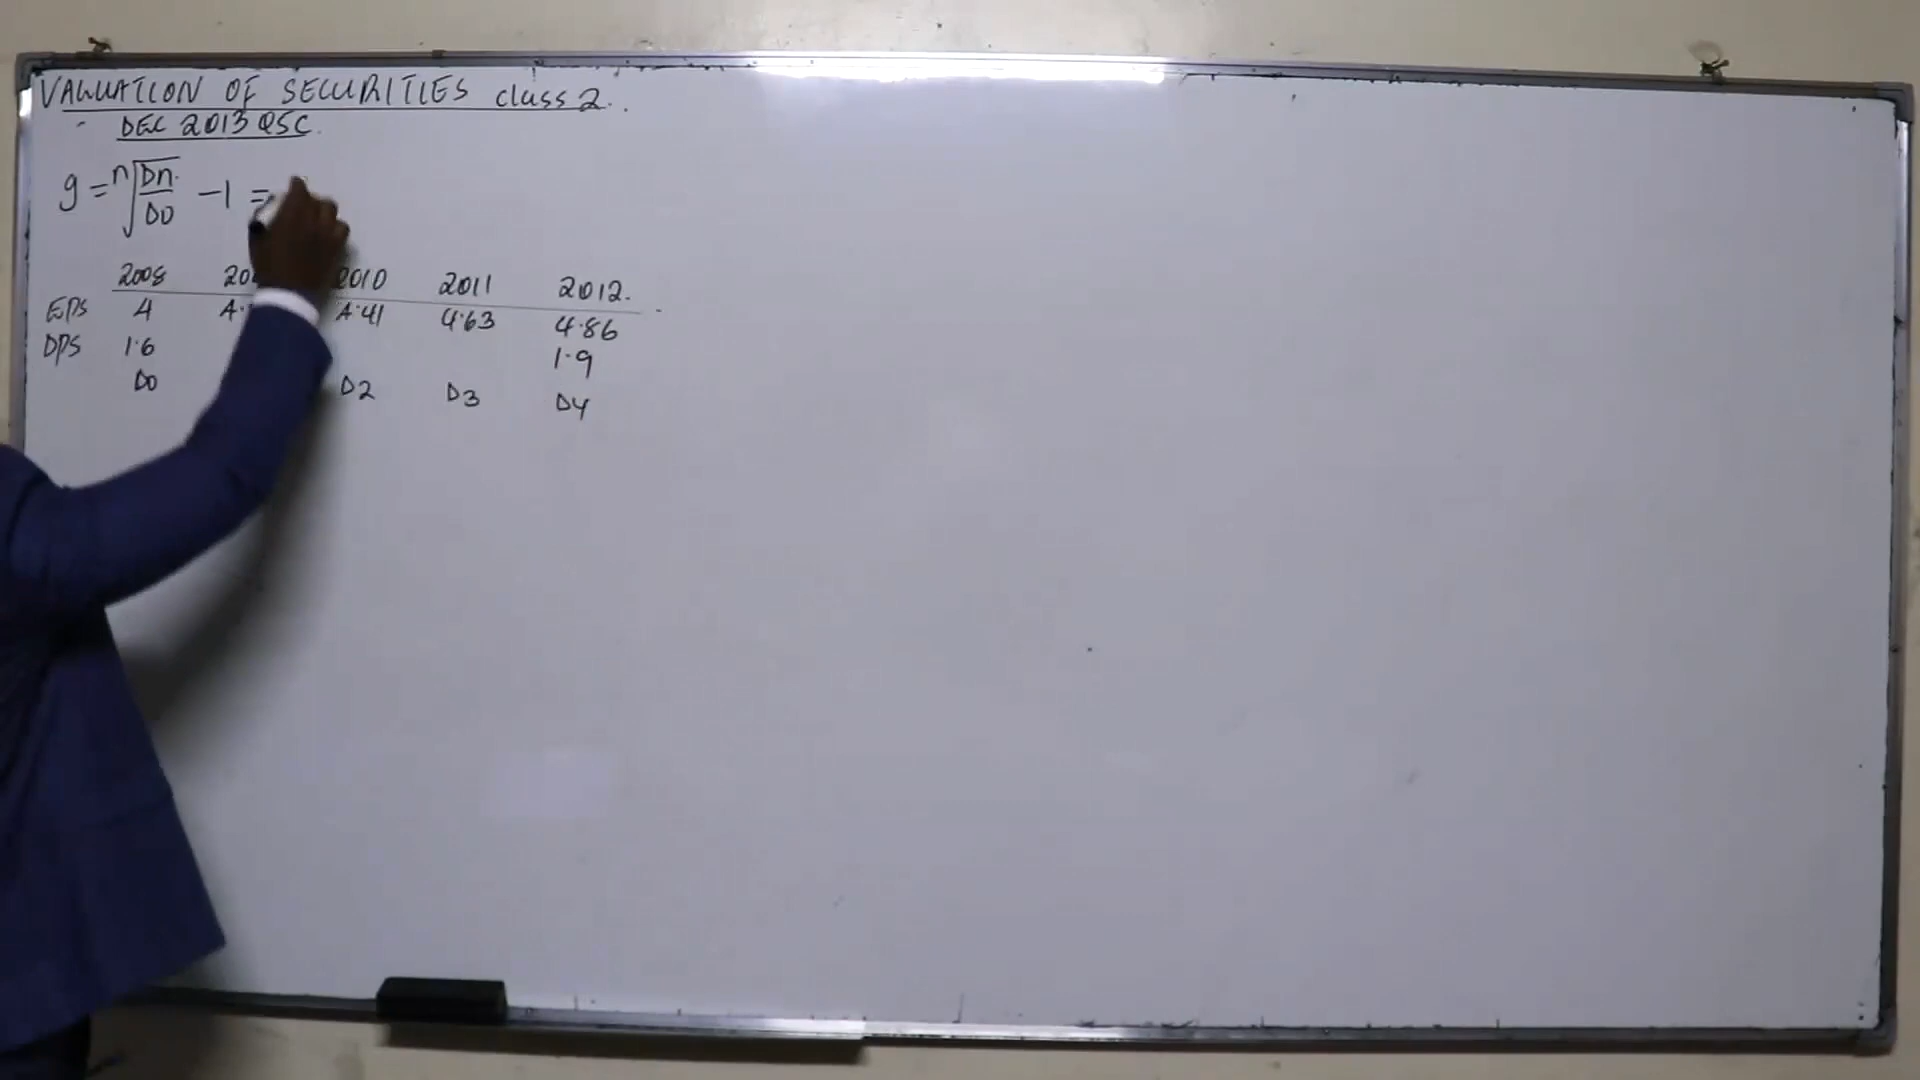 VALUATION OF SECURITIES class 2.
DEC 2013 Q5C.
g = n√Dn/D0 - 1 =
2008 2010 2011 2012.
EPS 4 4.41 4.63 4.86
DPS 1.6 1.9
D0 D2 D3 D4